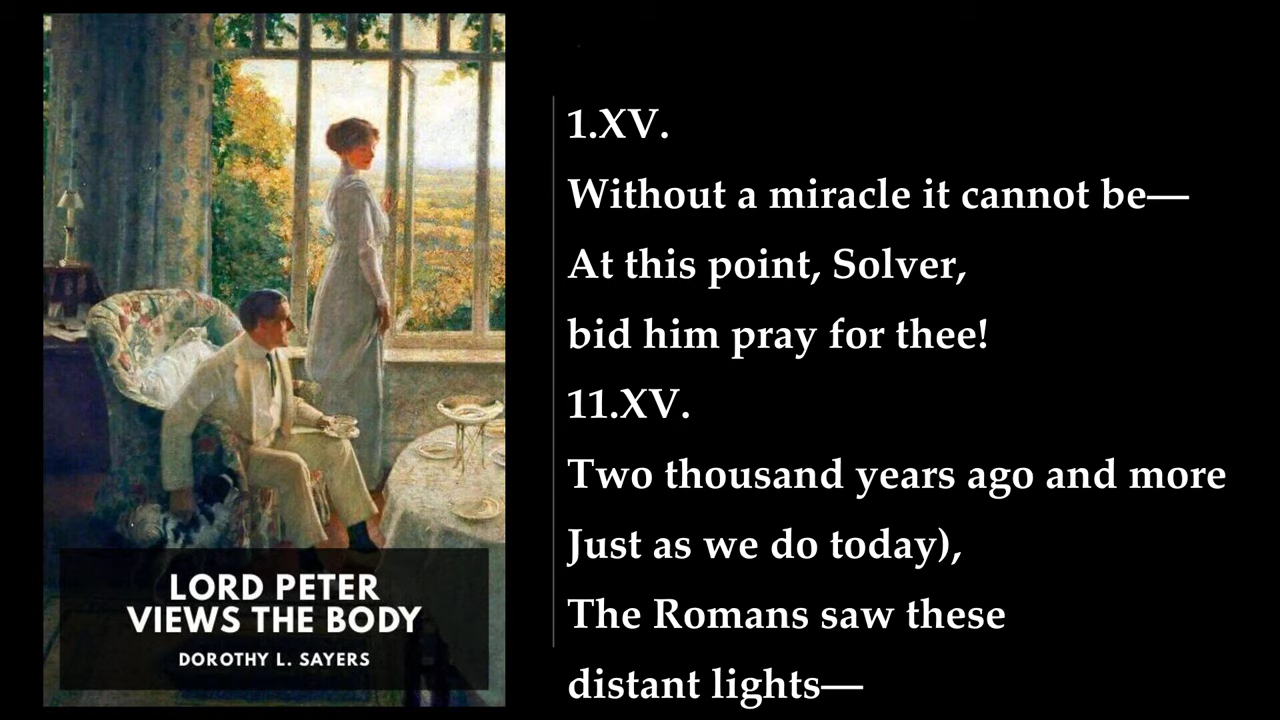 LORD PETER
VIEWS THE BODY
DOROTHY L. SAYERS
1.XV.
Without a miracle it cannot be—
At this point, Solver,
bid him pray for thee!
11.XV.
Two thousand years ago and more
Just as we do today),
The Romans saw these
distant lights—